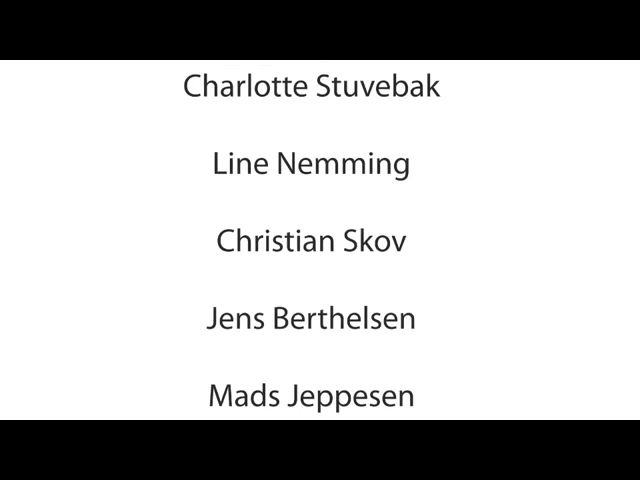 Charlotte Stuvebak
Line Nemming
Christian Skov
Jens Berthelsen
Mads Jeppesen